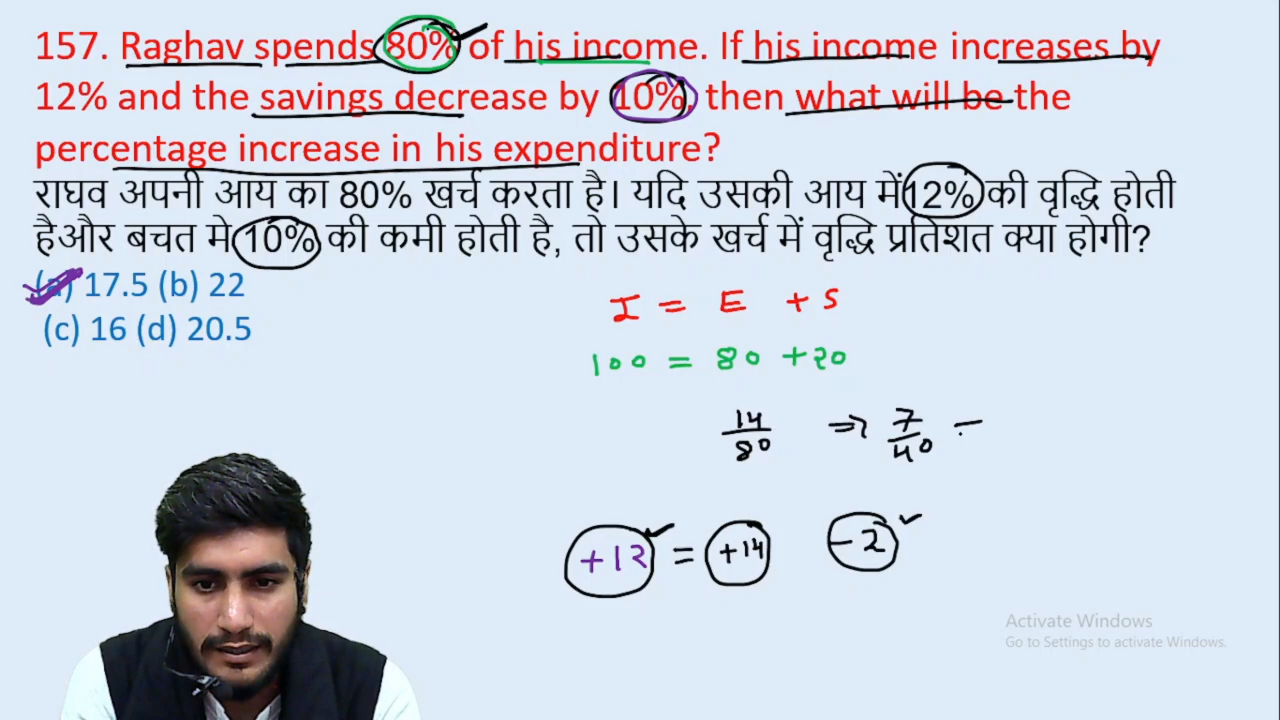 157. Raghav spends 80% of his income. If his income increases by
12% and the savings decrease by 10%, then what will be the
percentage increase in his expenditure?
राघव अपनी आय का 80% खर्च करता है। यदि उसकी आय में 12% की वृद्धि होती
हैऔर बचत मे 10% की कमी होती है, तो उसके खर्च में वृद्धि प्रतिशत क्या होगी?
(a) 17.5 (b) 22
(c) 16 (d) 20.5
I = E + S
100 = 80 + 20
14/80 ⇒ 7/40 -
+12 = +14 -2
Activate Windows
Go to Settings to activate Windows.